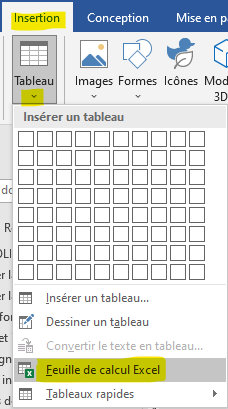 Insertion Conception Mise en pa
Tableau Images Formes Icônes Mod
3D
Insérer un tableau
Insérer un tableau...
Dessiner un tableau
Convertir le texte en tableau...
Feuille de calcul Excel
Tableaux rapides